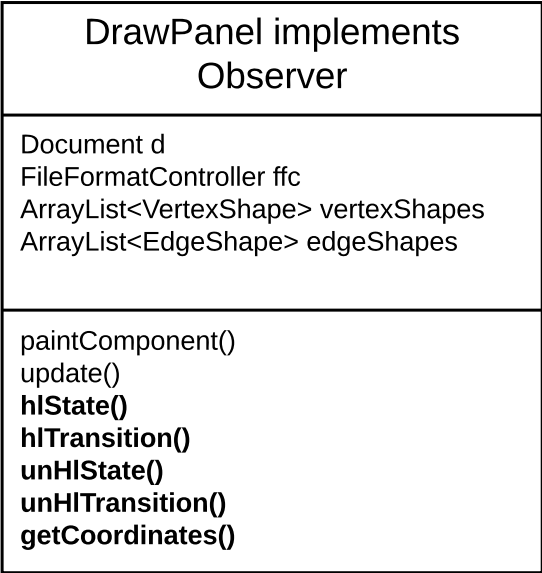 DrawPanel implements
Observer
Document d
FileFormatController ffc
ArrayList<VertexShape> vertexShapes
ArrayList<EdgeShape> edgeShapes
paintComponent()
update()
hlState()
hlTransition()
unHlState()
unHlTransition()
getCoordinates()